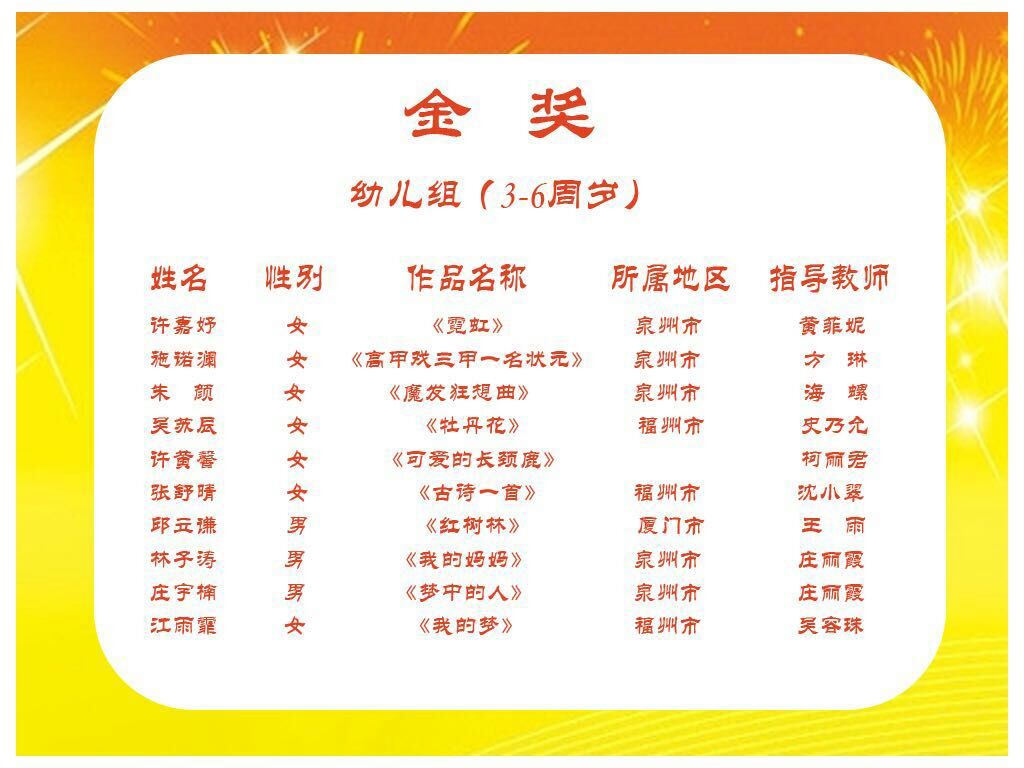 金 奖
幼儿组（3-6周岁）
姓名 性别 作品名称 所属地区 指导教师
许嘉妤 女 《霓虹》 泉州市 黄菲妮
施诺澜 女 《高甲戏三甲一名状元》 泉州市 方 琳
朱 颜 女 《魔发狂想曲》 泉州市 海 螺
吴苏辰 女 《牡丹花》 福州市 史乃允
许黄馨 女 《可爱的长颈鹿》 柯丽君
张舒晴 女 《古诗一首》 福州市 沈小翠
邱立谦 男 《红树林》 厦门市 王 雨
林子涛 男 《我的妈妈》 泉州市 庄丽霞
庄宇楠 男 《梦中的人》 泉州市 庄丽霞
江雨霏 女 《我的梦》 福州市 吴容珠